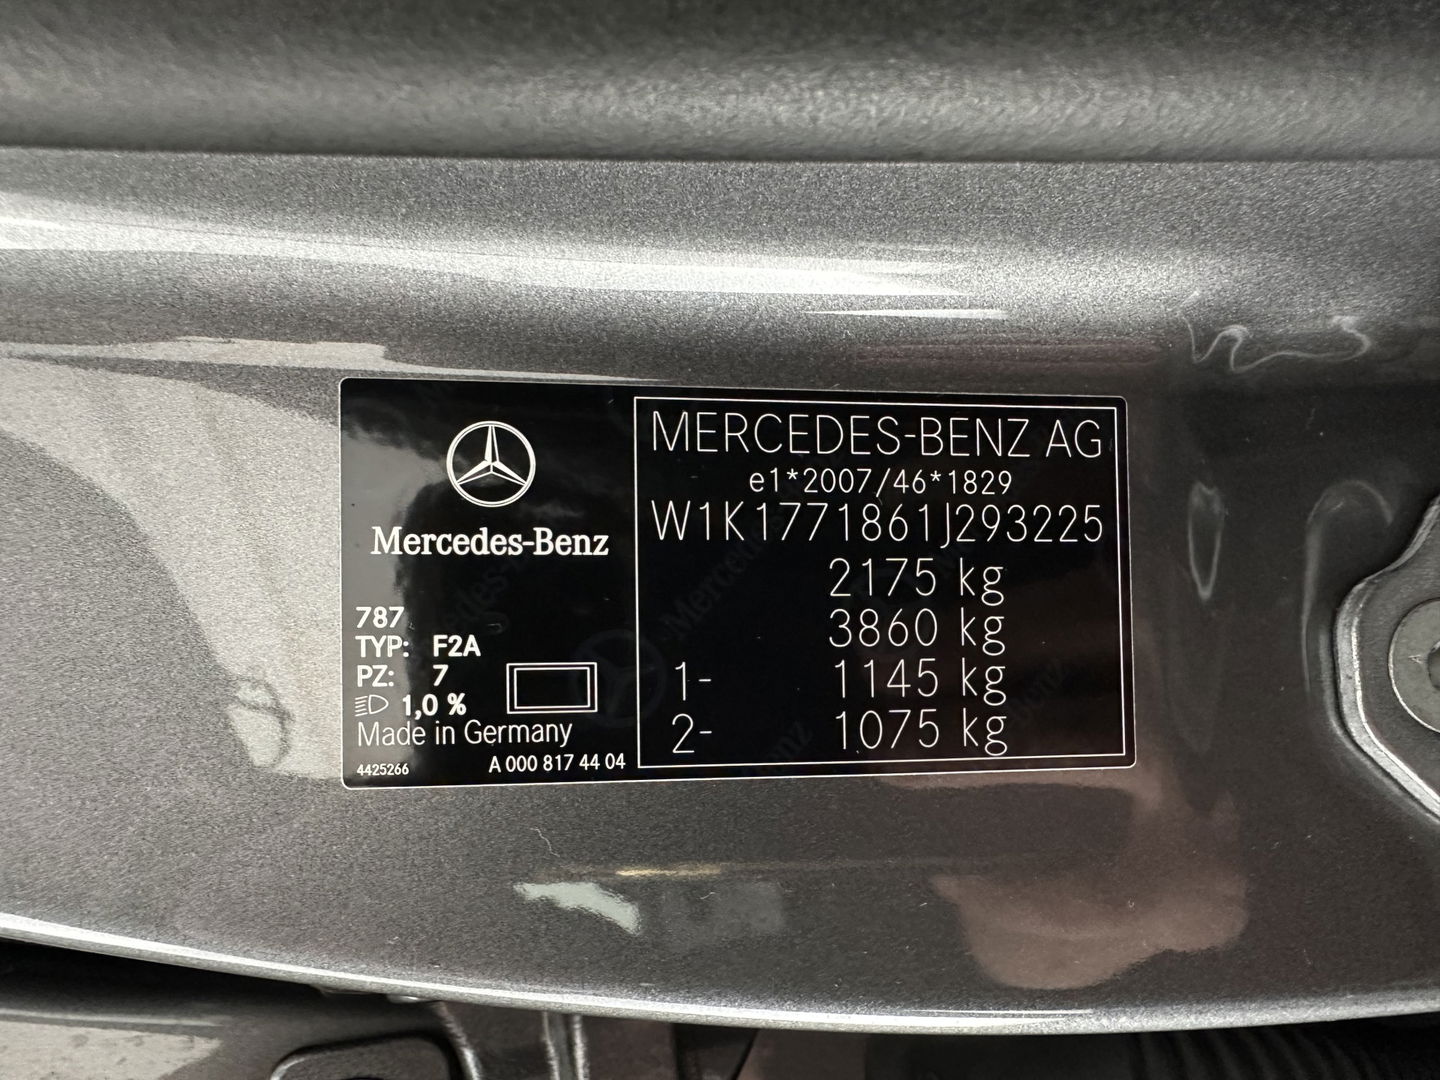 Mercedes-Benz
787
TYP: F2A
PZ: 7
1,0 %
Made in Germany
4425266
A 000 817 44 04
MERCEDES-BENZ AG
e1*2007/46*1829
W1K1771861J293225
2175 kg
3860 kg
1- 1145 kg
2- 1075 kg